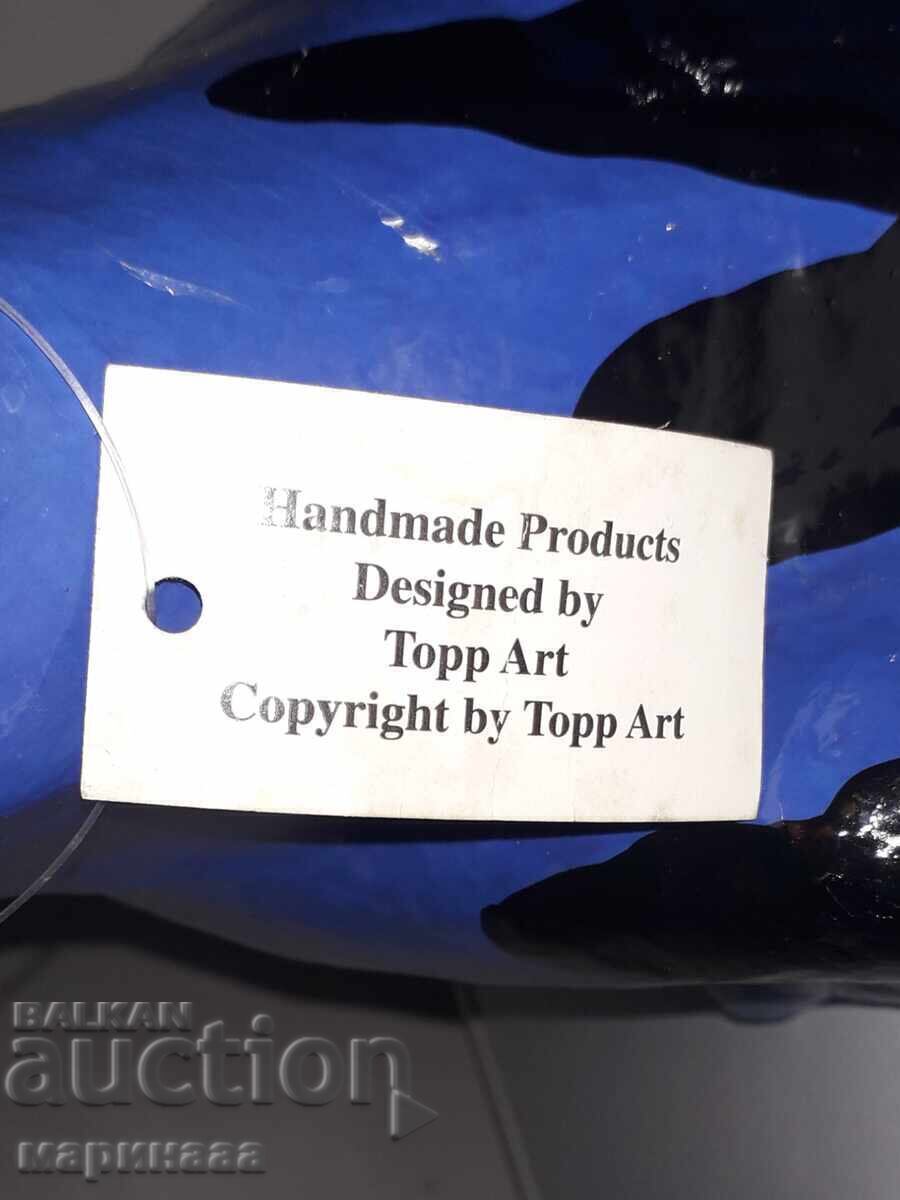 Handmade Products
Designed by
Topp Art
Copyright by Topp Art
BALKAN
auction
маринааа